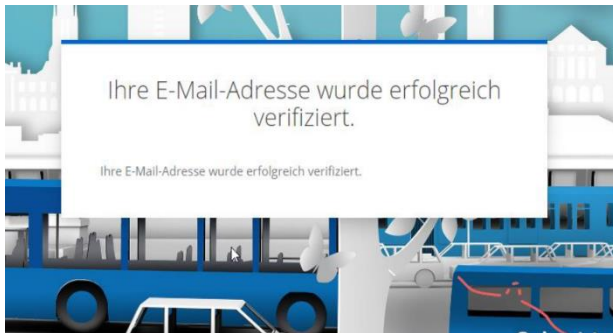 Ihre E-Mail-Adresse wurde erfolgreich
verifiziert.
Ihre E-Mail-Adresse wurde erfolgreich verifiziert.